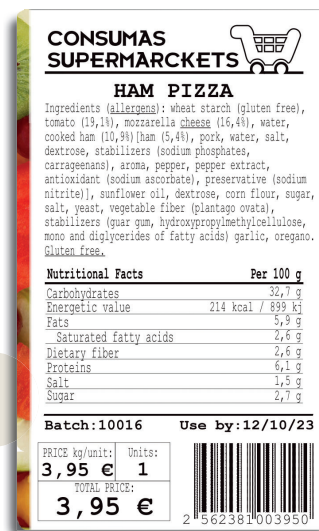 CONSUMAS
SUPERMARCKETS
HAM PIZZA
Ingredients (allergens): wheat starch (gluten free),
tomato (19,1%), mozzarella cheese (16,4%), water,
cooked ham (10,9%)[ham (5,4%), pork, water, salt,
dextrose, stabilizers (sodium phosphates,
carrageenans), aroma, pepper, pepper extract,
antioxidant (sodium ascorbate), preservative (sodium
nitrite)], sunflower oil, dextrose, corn flour, sugar,
salt, yeast, vegetable fiber (plantago ovata),
stabilizers (guar gum, hydroxypropylmethylcellulose,
mono and diglycerides of fatty acids) garlic, oregano.
Gluten free.
Nutritional Facts Per 100 g
Carbohydrates 32,7 g
Energetic value 214 kcal / 899 kj
Fats 5,9 g
Saturated fatty acids 2,6 g
Dietary fiber 2,6 g
Proteins 6,1 g
Salt 1,5 g
Sugar 2,7 g
Batch:10016 Use by:12/10/23
PRICE kg/unit: Units:
3,95 € 1
TOTAL PRICE:
3,95 €
2 562381 003950